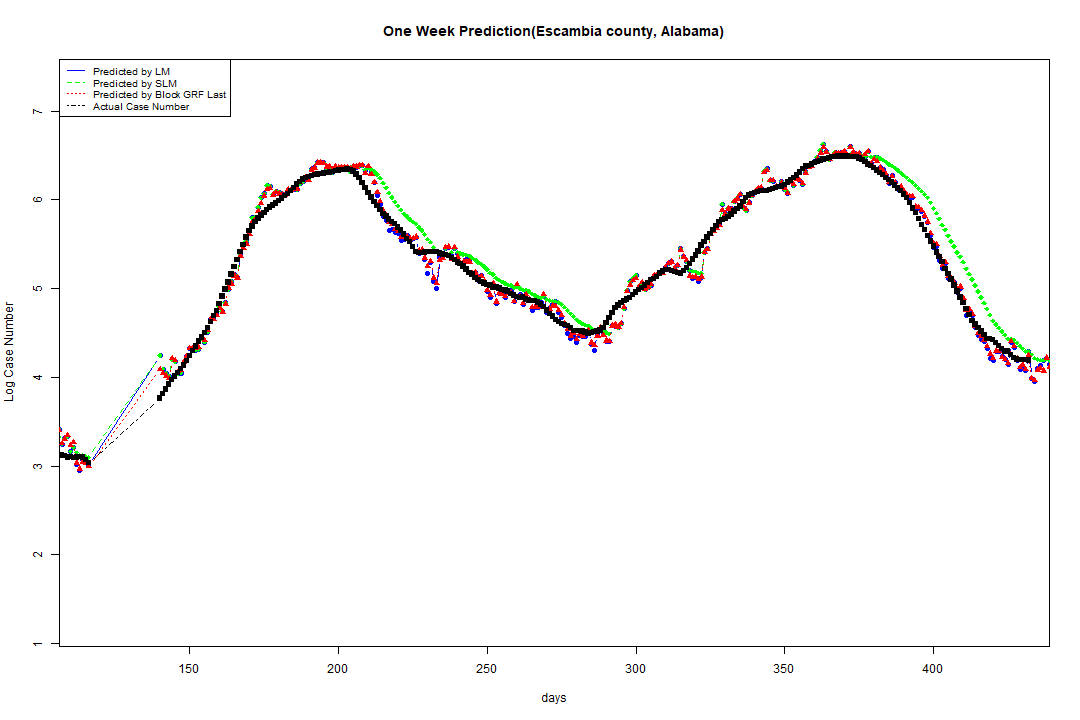 One Week Prediction(Escambia county, Alabama)
Predicted by LM
Predicted by SLM
Predicted by Block GRF Last
Actual Case Number
7
6
5
4
3
2
1
Log Case Number
150 200 250 300 350 400
days